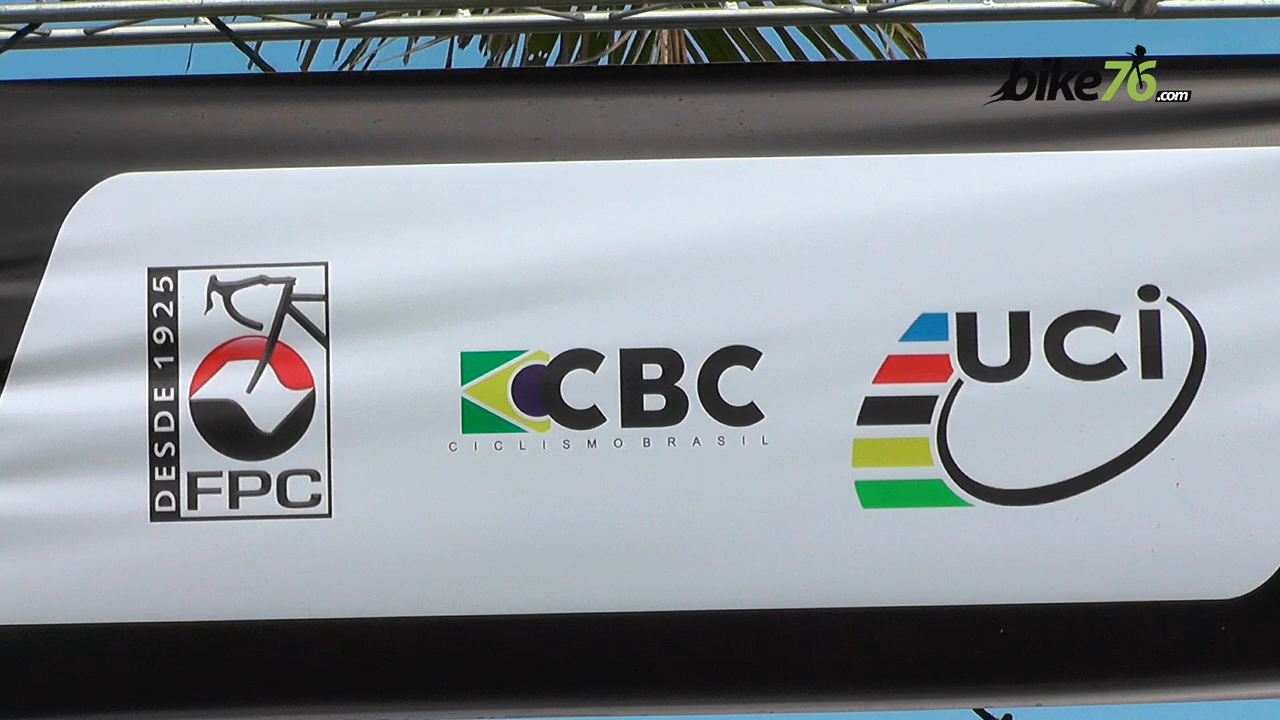 bike76.com
DESDE 1925
FPC
CBC
CICLISMOBRASIL
UCi